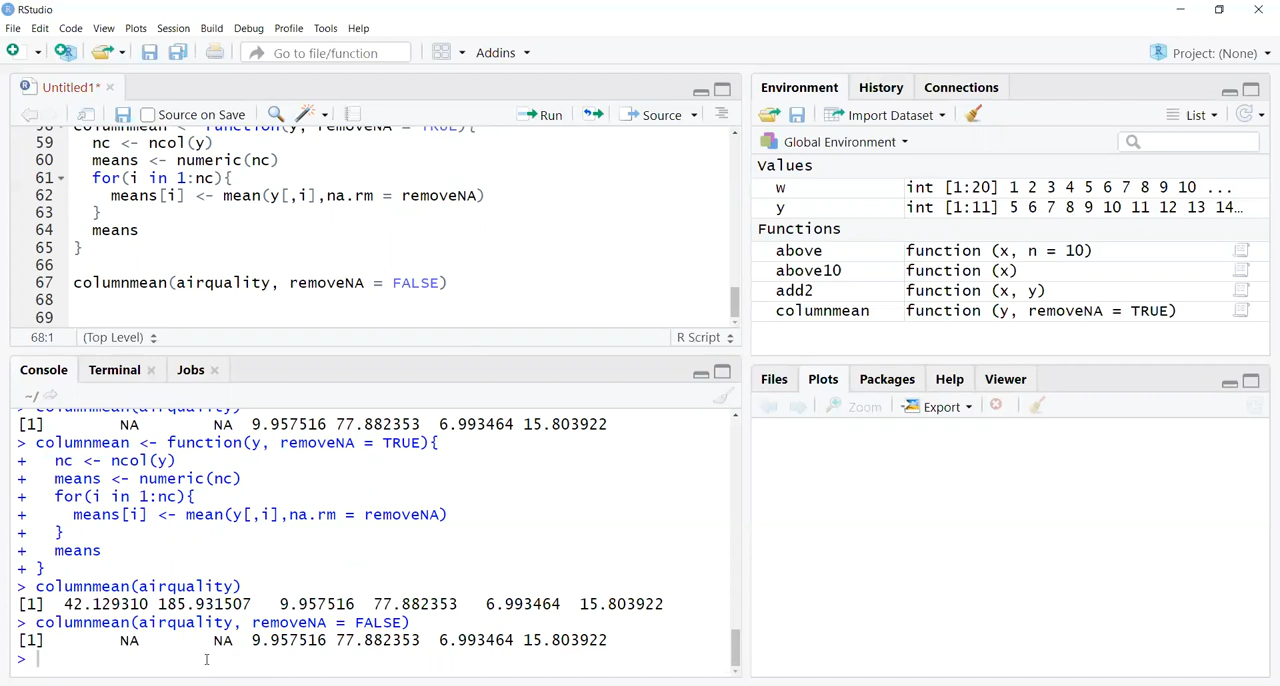 RStudio
File Edit Code View Plots Session Build Debug Profile Tools Help
Go to file/function Addins Project: (None)
Untitled1*
Source on Save Run Source
58 columnmean <- function(y, removeNA = TRUE){
59 nc <- ncol(y)
60 means <- numeric(nc)
61 for(i in 1:nc){
62 means[i] <- mean(y[,i],na.rm = removeNA)
63 }
64 means
65 }
66
67 columnmean(airquality, removeNA = FALSE)
68
69
68:1 (Top Level) R Script
Console Terminal Jobs
~/
> columnmean(airquality)
[1] NA NA 9.957516 77.882353 6.993464 15.803922
> columnmean <- function(y, removeNA = TRUE){
+ nc <- ncol(y)
+ means <- numeric(nc)
+ for(i in 1:nc){
+ means[i] <- mean(y[,i],na.rm = removeNA)
+ }
+ means
+ }
> columnmean(airquality)
[1] 42.129310 185.931507 9.957516 77.882353 6.993464 15.803922
> columnmean(airquality, removeNA = FALSE)
[1] NA NA 9.957516 77.882353 6.993464 15.803922
>
Environment History Connections
Import Dataset List
Global Environment
Values
w int [1:20] 1 2 3 4 5 6 7 8 9 10 ...
y int [1:11] 5 6 7 8 9 10 11 12 13 14…
Functions
above function (x, n = 10)
above10 function (x)
add2 function (x, y)
columnmean function (y, removeNA = TRUE)
Files Plots Packages Help Viewer
Zoom Export